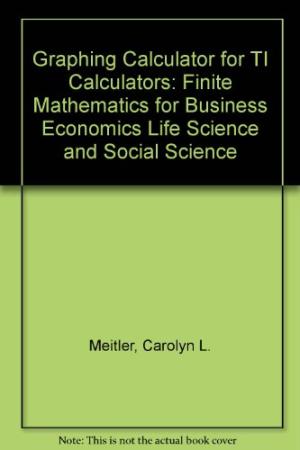 Graphing Calculator for TI
Calculators: Finite
Mathematics for Business
Economics Life Science
and Social Science
Meitler, Carolyn L.
Note: This is not the actual book cover